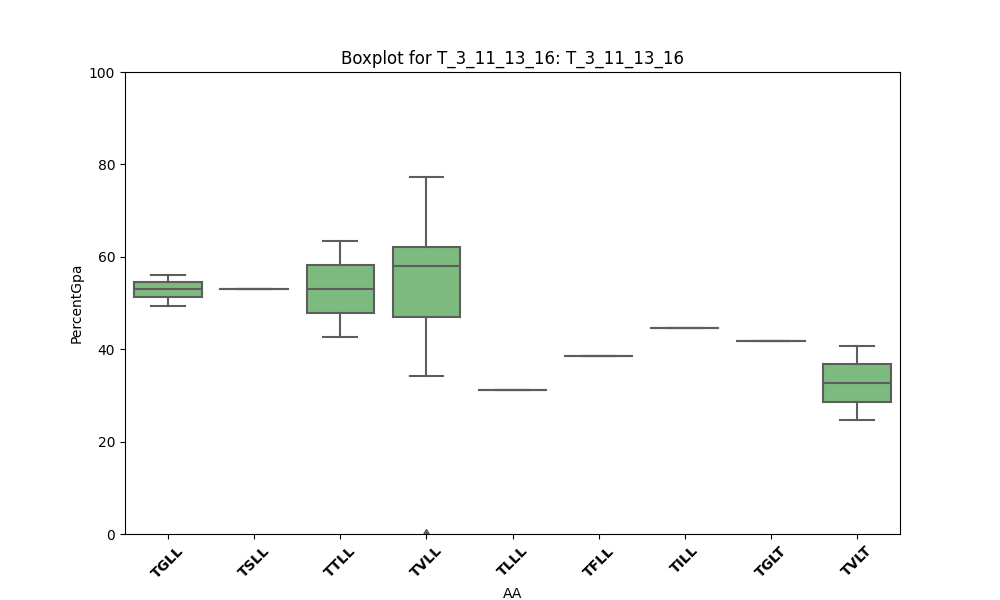 Boxplot for T_3_11_13_16: T_3_11_13_16
100
80
60
40
20
0
PercentGpa
TGLL TSLL TTLL TVLL TLLL TFLL TILL TGLT TVLT
AA